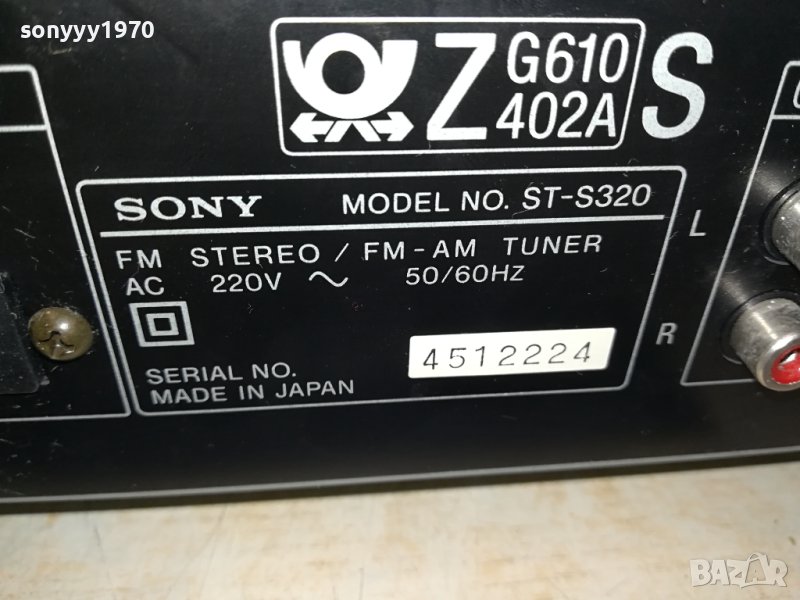 sonyyy1970
Z G610 402A S
SONY MODEL NO. ST-S320
FM STEREO / FM-AM TUNER
AC 220V ~ 50/60HZ
SERIAL NO. 4512224
MADE IN JAPAN
L
R
BAZAR